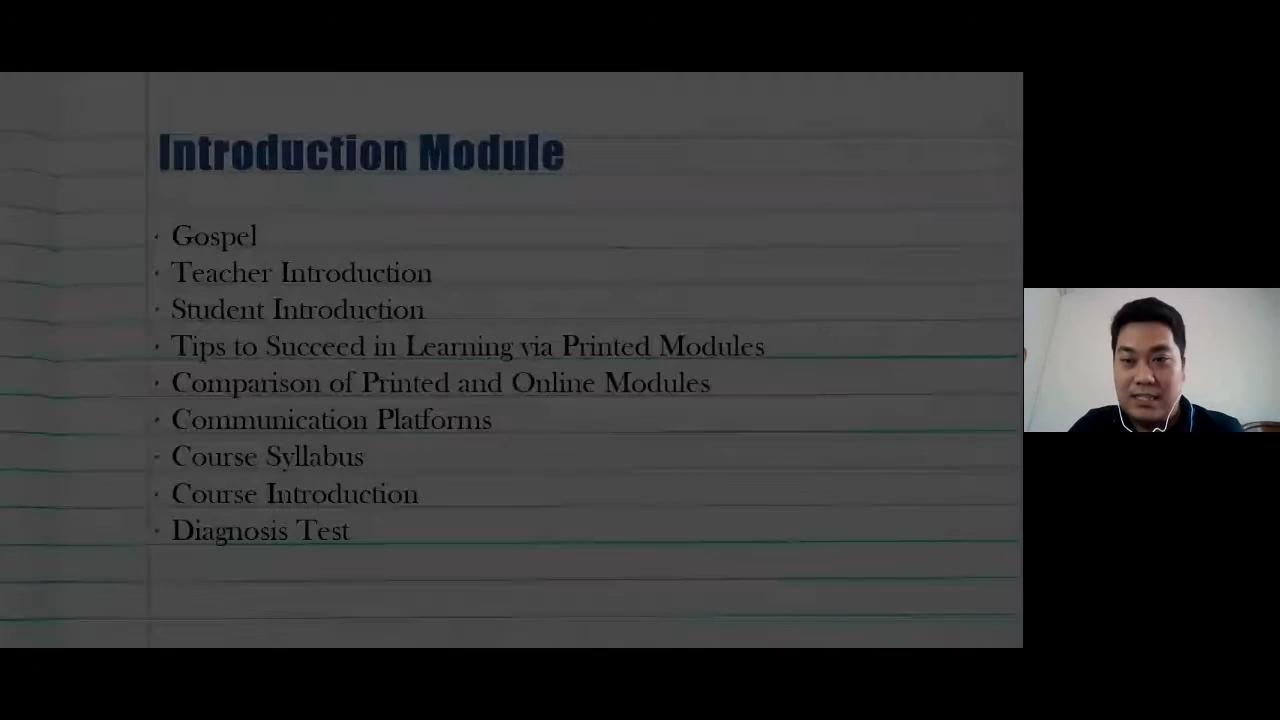 Introduction Module
· Gospel
· Teacher Introduction
· Student Introduction
· Tips to Succeed in Learning via Printed Modules
· Comparison of Printed and Online Modules
· Communication Platforms
· Course Syllabus
· Course Introduction
· Diagnosis Test